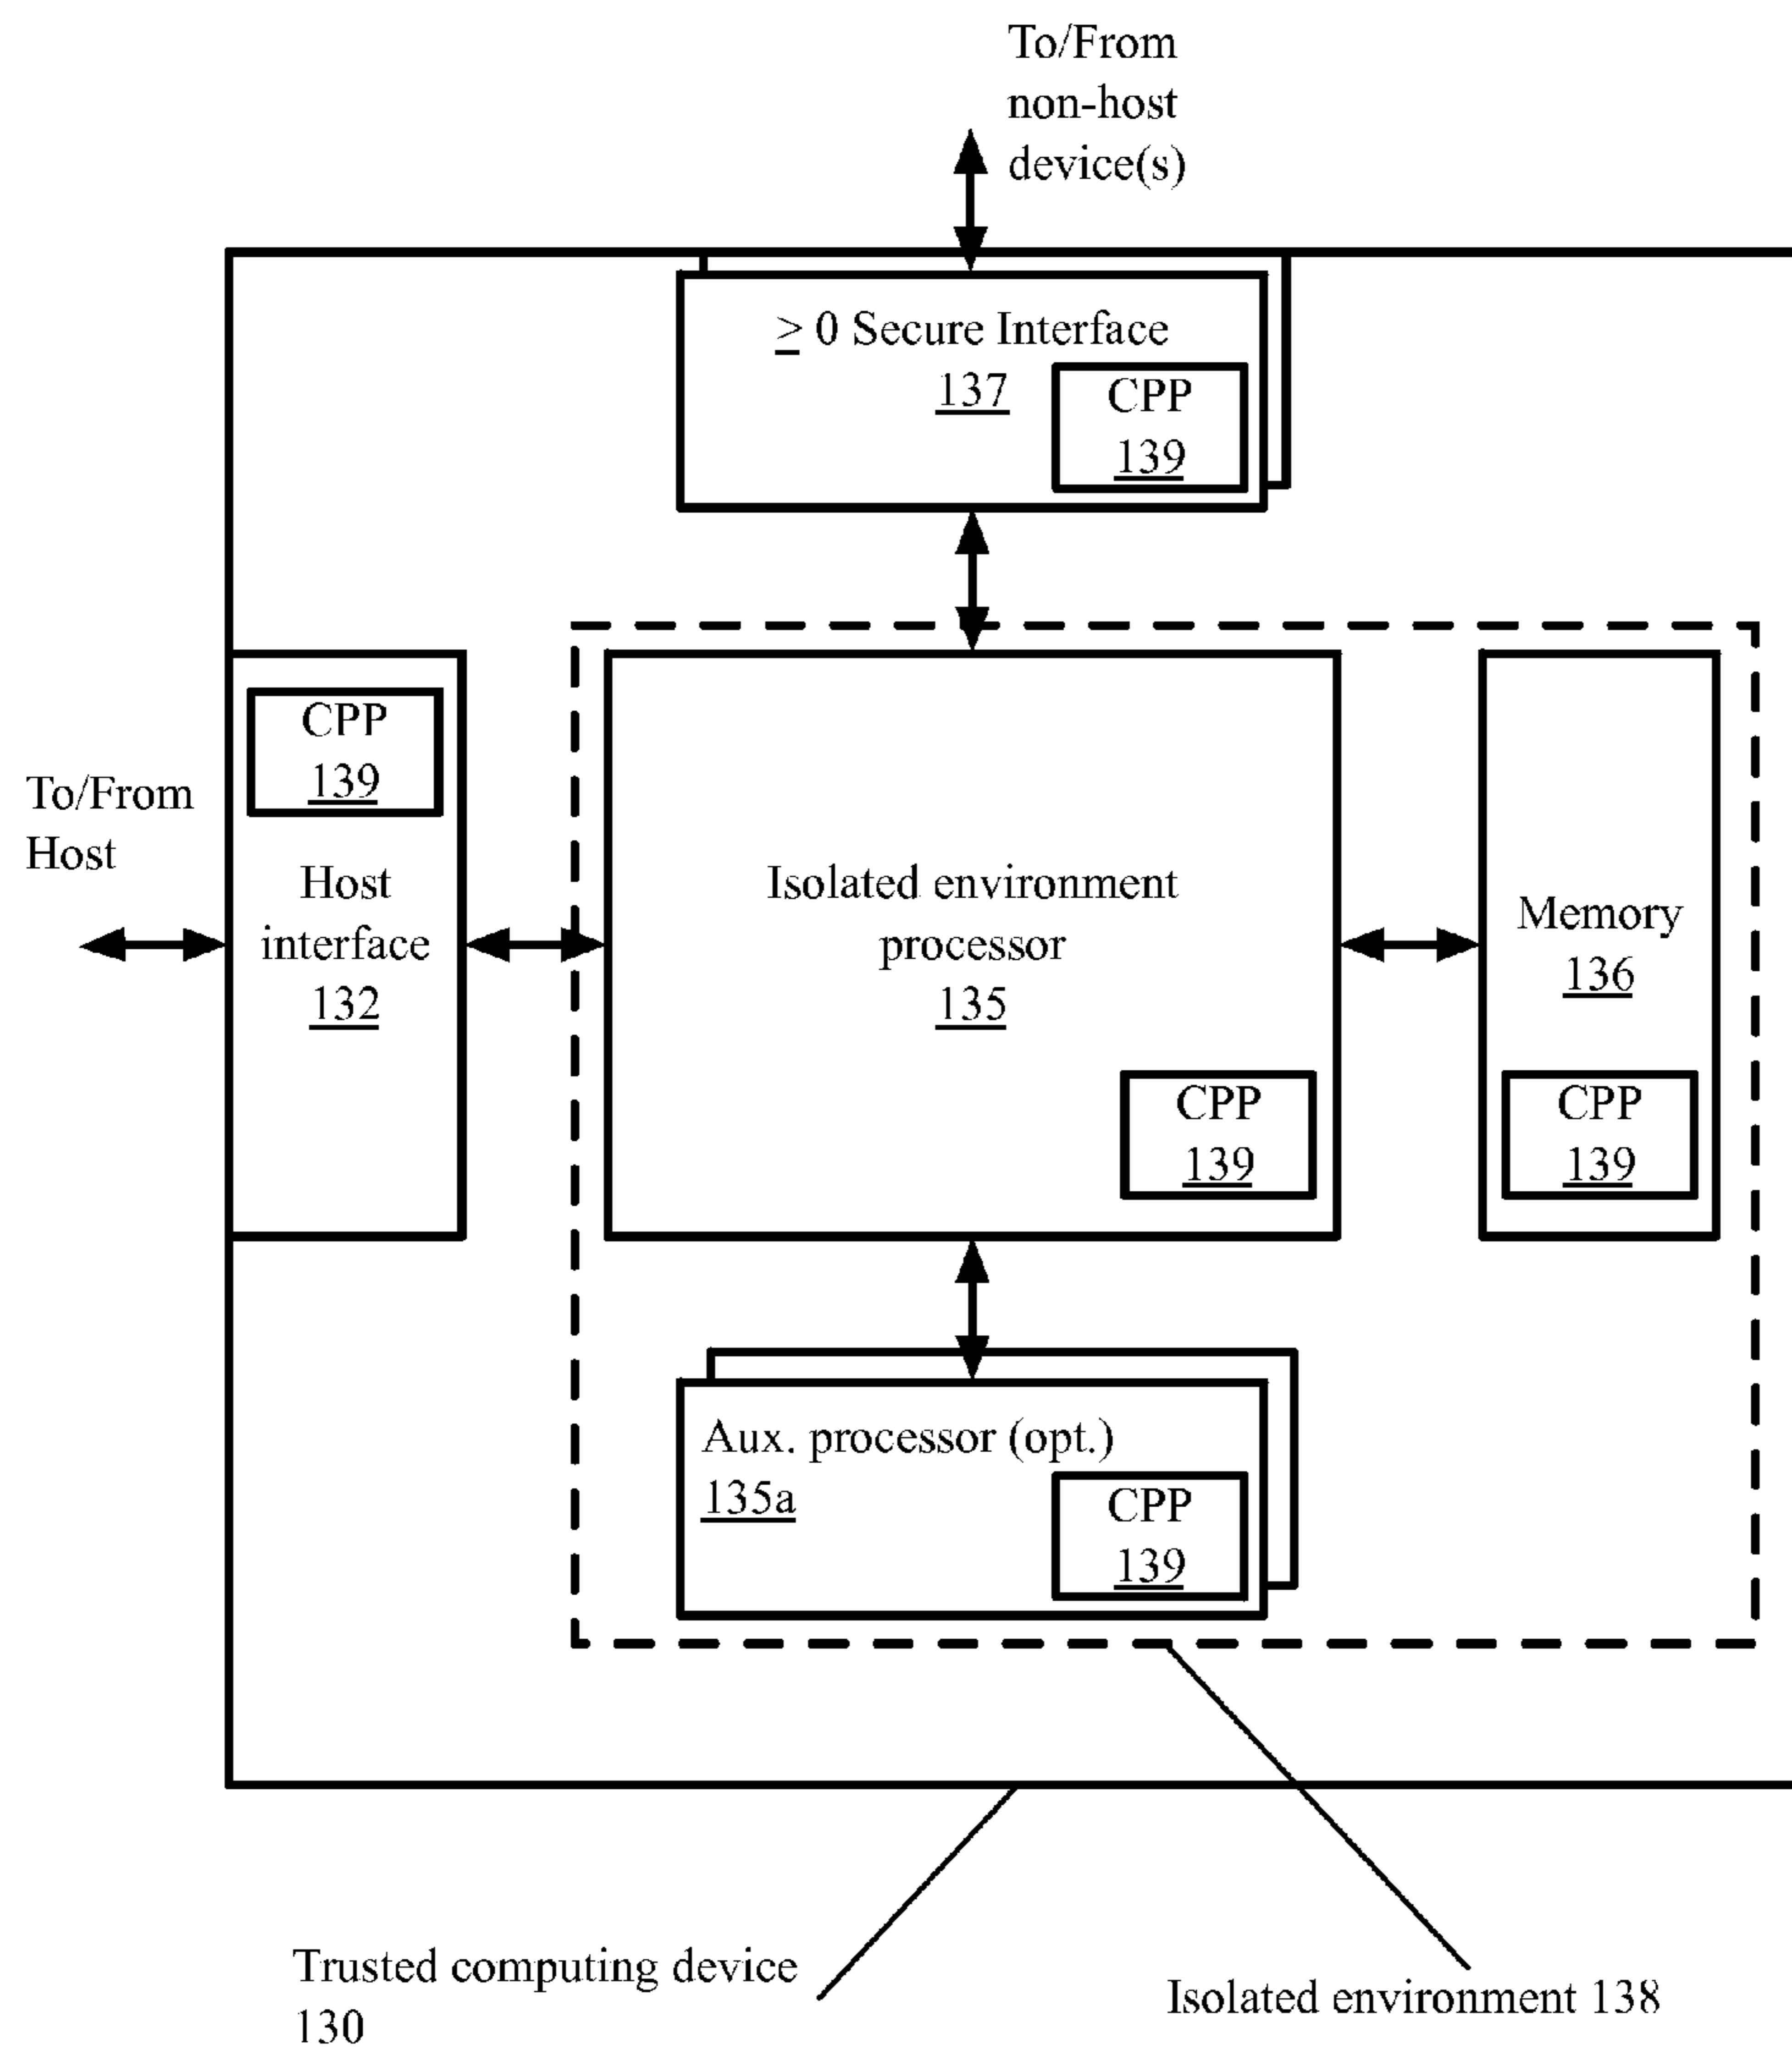 To/From
non-host
device(s)
≥ 0 Secure Interface
137
CPP
139
To/From
Host
CPP
139
Host
interface
132
Isolated environment
processor
135
CPP
139
Memory
136
CPP
139
Aux. processor (opt.)
135a
CPP
139
Trusted computing device
130
Isolated environment 138